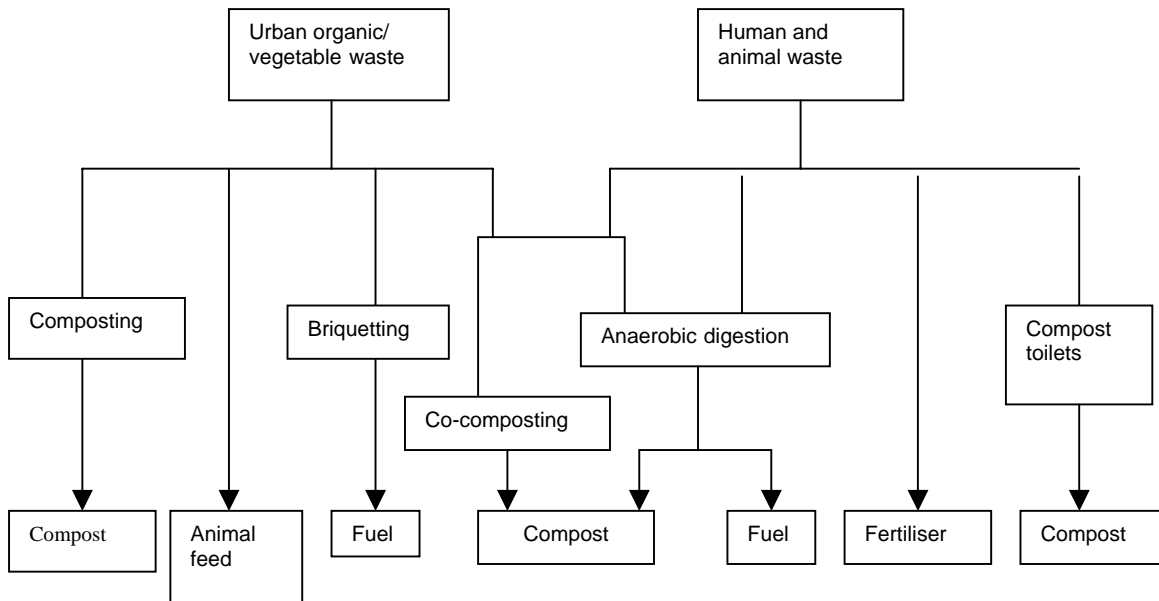 Urban organic/
vegetable waste
Human and
animal waste
Composting
Briquetting
Anaerobic digestion
Compost
toilets
Co-composting
Compost
Animal
feed
Fuel
Compost
Fuel
Fertiliser
Compost